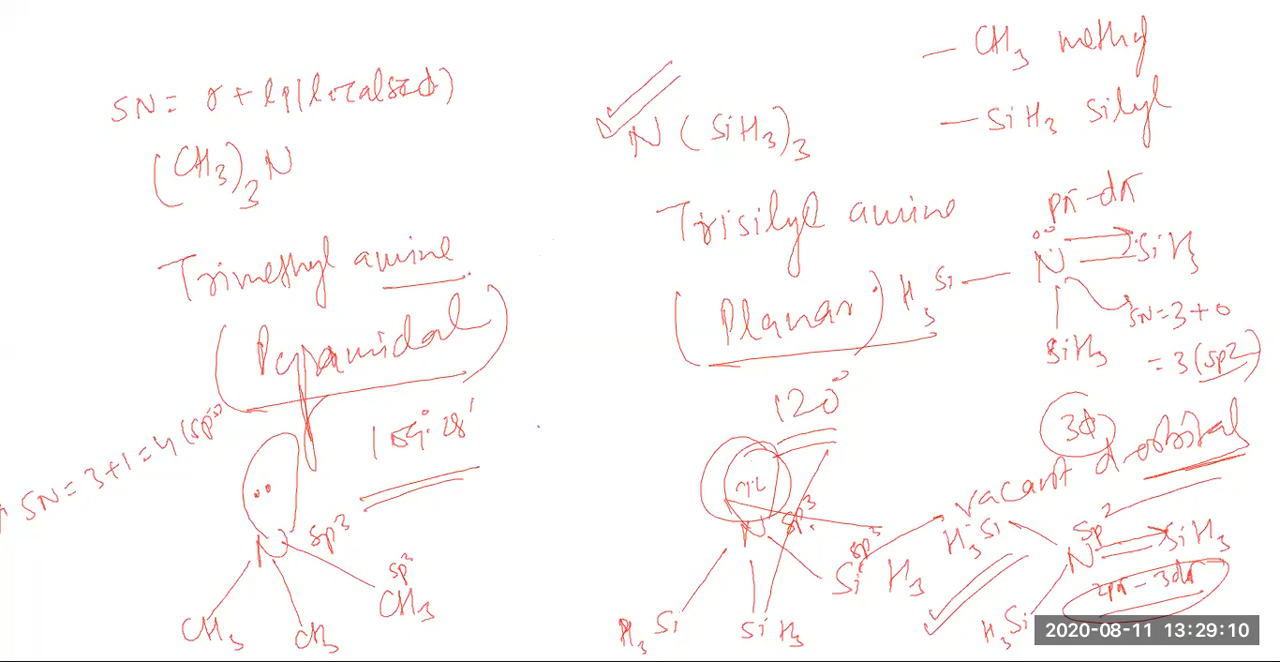 SN = σ + lp(localised)
(CH3)3N
Trimethyl amine
(Pyramidal)
109°28'
SN = 3+1 = 4 (sp3)
N sp3
sp3
CH3 CH3 CH3
- CH3 methyl
- SiH3 silyl
N(SiH3)3
Trisilyl amine
(Planar)
120°
pπ-dπ
H3Si - N SiH3
SiH3
SN = 3+0
= 3 (sp2)
3d
vacant d-orbital
N sp3
sp3
H3Si SiH3 SiH3
H3Si sp2
N SiH3
H3Si
2pπ-3dπ
2020-08-11 13:29:10